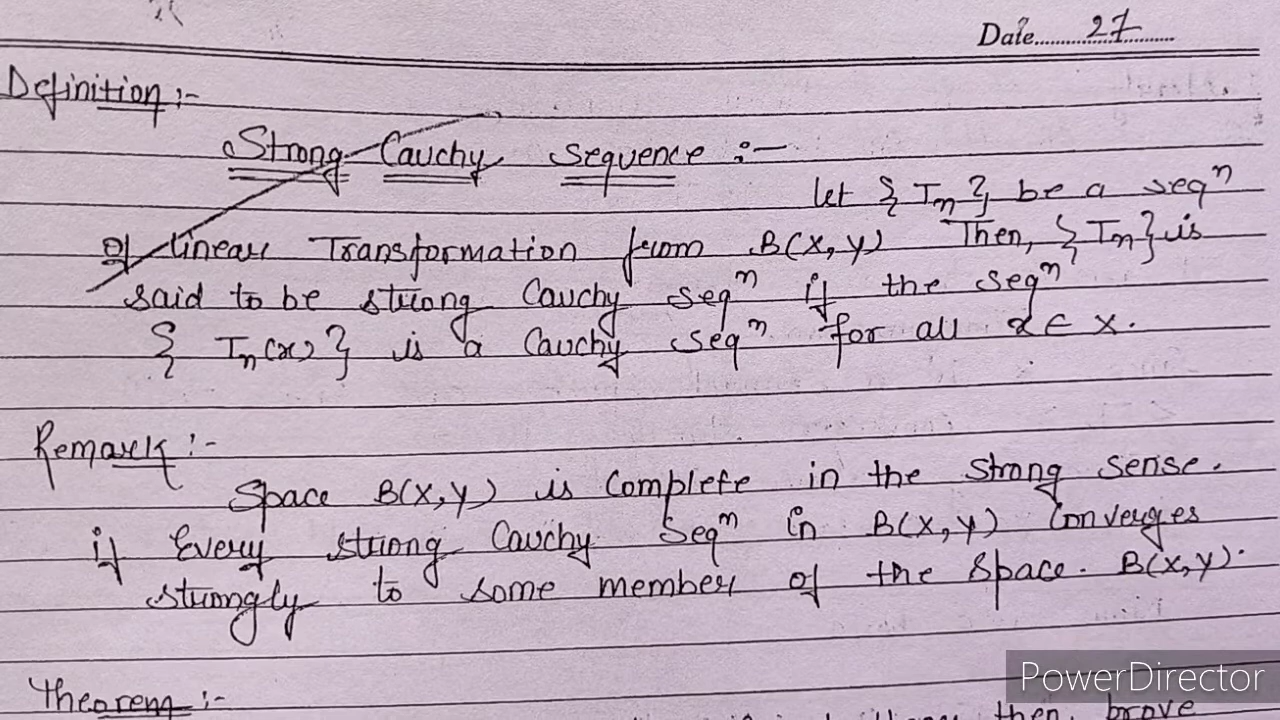 Date 27
Definition :-
Strong Cauchy Sequence :-
let {Tn} be a seqn
of linear Transformation from B(X,Y) Then, {Tn} is
said to be strong Cauchy seqn if the seqn
{ Tn(x) } is a Cauchy seqn for all x ∈ X.
Remark :-
Space B(X,Y) is Complete in the strong sense.
if Every strong Cauchy Seqn in B(X,Y) Converges
strongly to some member of the space. B(X,Y).
Theorem :-
then prove
PowerDirector